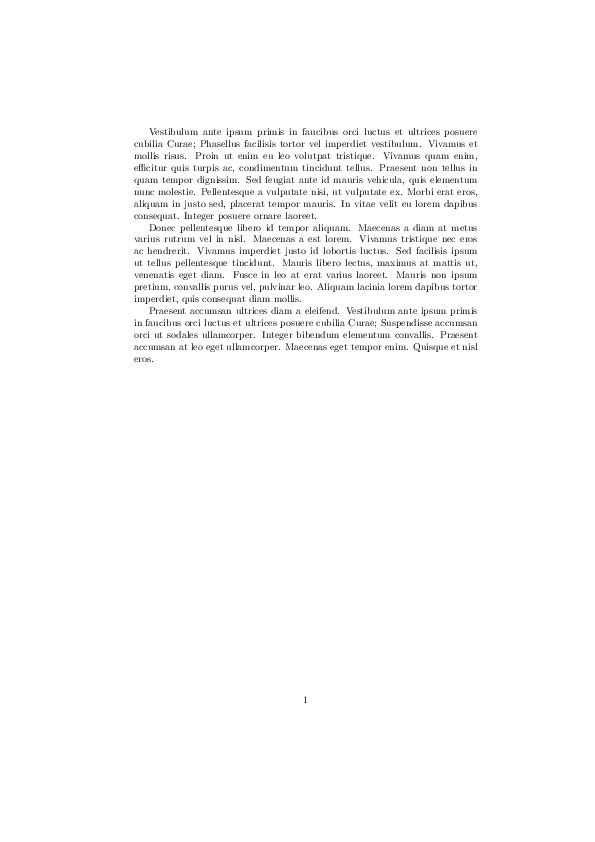 Vestibulum ante ipsum primis in faucibus orci luctus et ultrices posuere
cubilia Curae; Phasellus facilisis tortor vel imperdiet vestibulum. Vivamus et
mollis risus. Proin ut enim eu leo volutpat tristique. Vivamus quam enim,
efficitur quis turpis ac, condimentum tincidunt tellus. Praesent non tellus in
quam tempor dignissim. Sed feugiat ante id mauris vehicula, quis elementum
nunc molestie. Pellentesque a vulputate nisi, ut vulputate ex. Morbi erat eros,
aliquam in justo sed, placerat tempor mauris. In vitae velit eu lorem dapibus
consequat. Integer posuere ornare laoreet.
Donec pellentesque libero id tempor aliquam. Maecenas a diam at metus
varius rutrum vel in nisl. Maecenas a est lorem. Vivamus tristique nec eros
ac hendrerit. Vivamus imperdiet justo id lobortis luctus. Sed facilisis ipsum
ut tellus pellentesque tincidunt. Mauris libero lectus, maximus at mattis ut,
venenatis eget diam. Fusce in leo at erat varius laoreet. Mauris non ipsum
pretium, convallis purus vel, pulvinar leo. Aliquam lacinia lorem dapibus tortor
imperdiet, quis consequat diam mollis.
Praesent accumsan ultrices diam a eleifend. Vestibulum ante ipsum primis
in faucibus orci luctus et ultrices posuere cubilia Curae; Suspendisse accumsan
orci ut sodales ullamcorper. Integer bibendum elementum convallis. Praesent
accumsan at leo eget ullamcorper. Maecenas eget tempor enim. Quisque et nisl
eros.
1